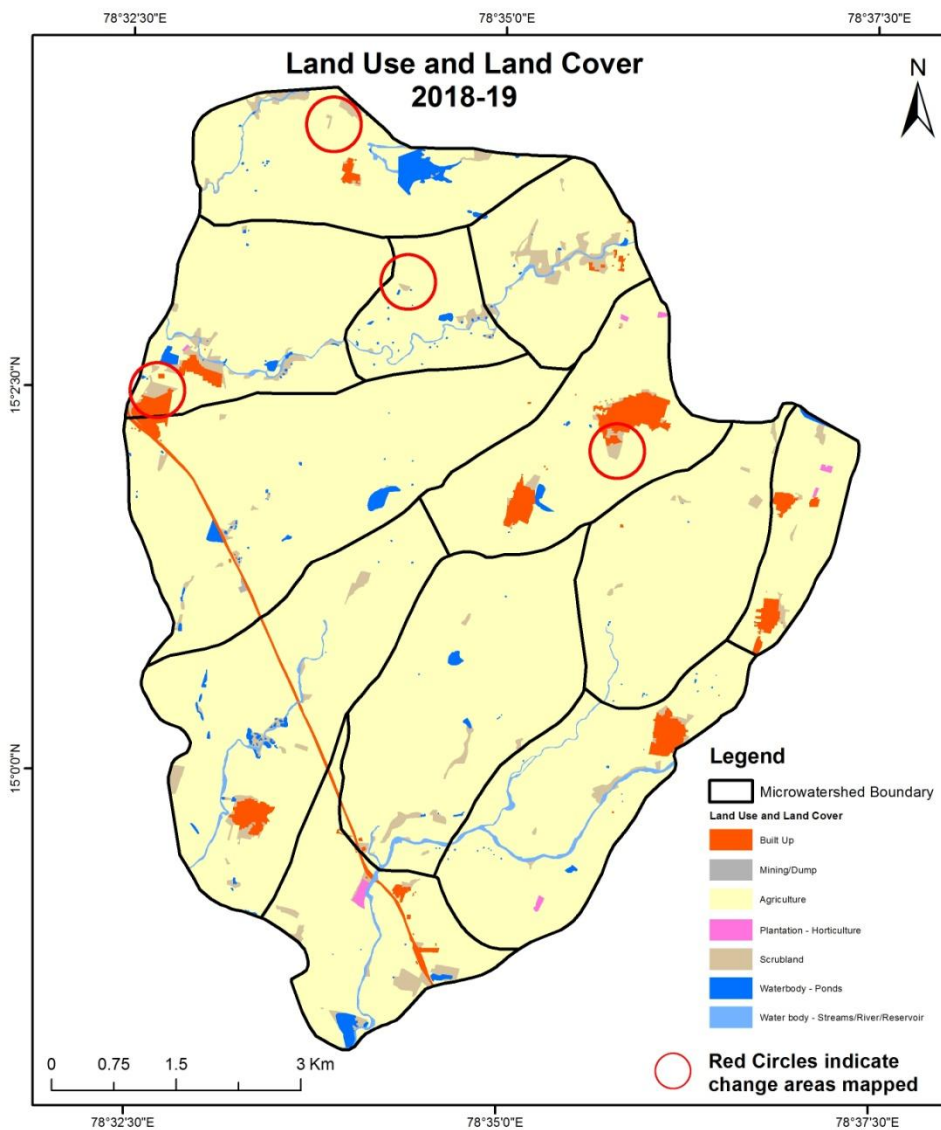 78°32'30"E
78°35'0"E
78°37'30"E
Land Use and Land Cover
2018-19
N
15°2'30"N
15°0'0"N
Legend
Microwatershed Boundary
Land Use and Land Cover
Built Up
Mining/Dump
Agriculture
Plantation - Horticulture
Scrubland
Waterbody - Ponds
Water body - Streams/River/Reservoir
Red Circles indicate
change areas mapped
0 0.75 1.5 3 Km
78°32'30"E
78°35'0"E
78°37'30"E